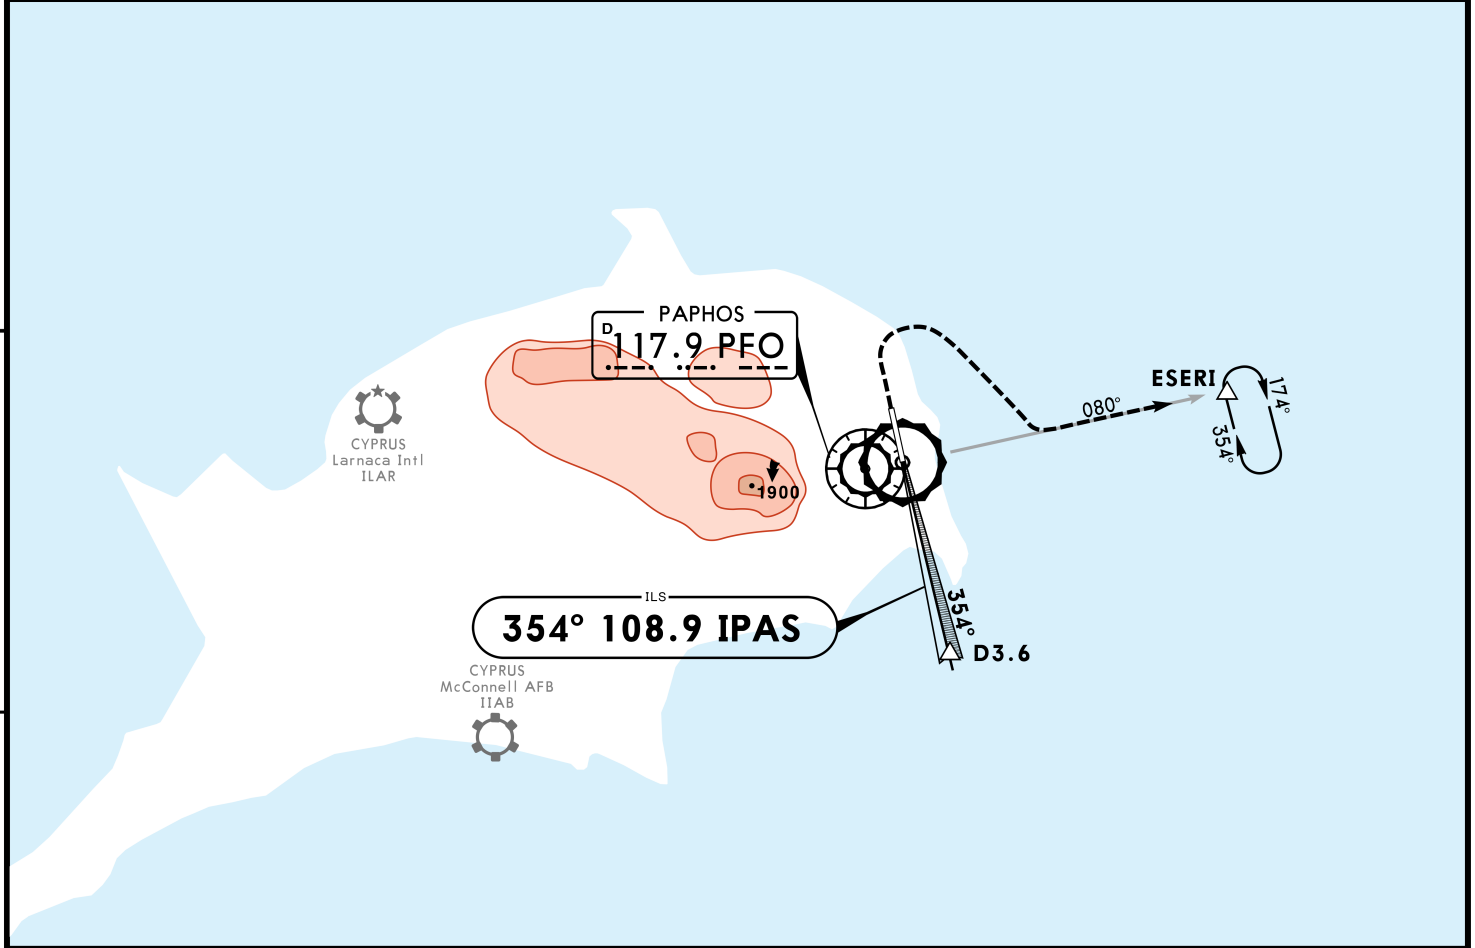 PAPHOS
D
117.9 PFO
ESERI
174°
080°
354°
CYPRUS
Larnaca Intl
ILAR
1900
ILS
354° 108.9 IPAS
354°
D3.6
CYPRUS
McConnell AFB
IIAB